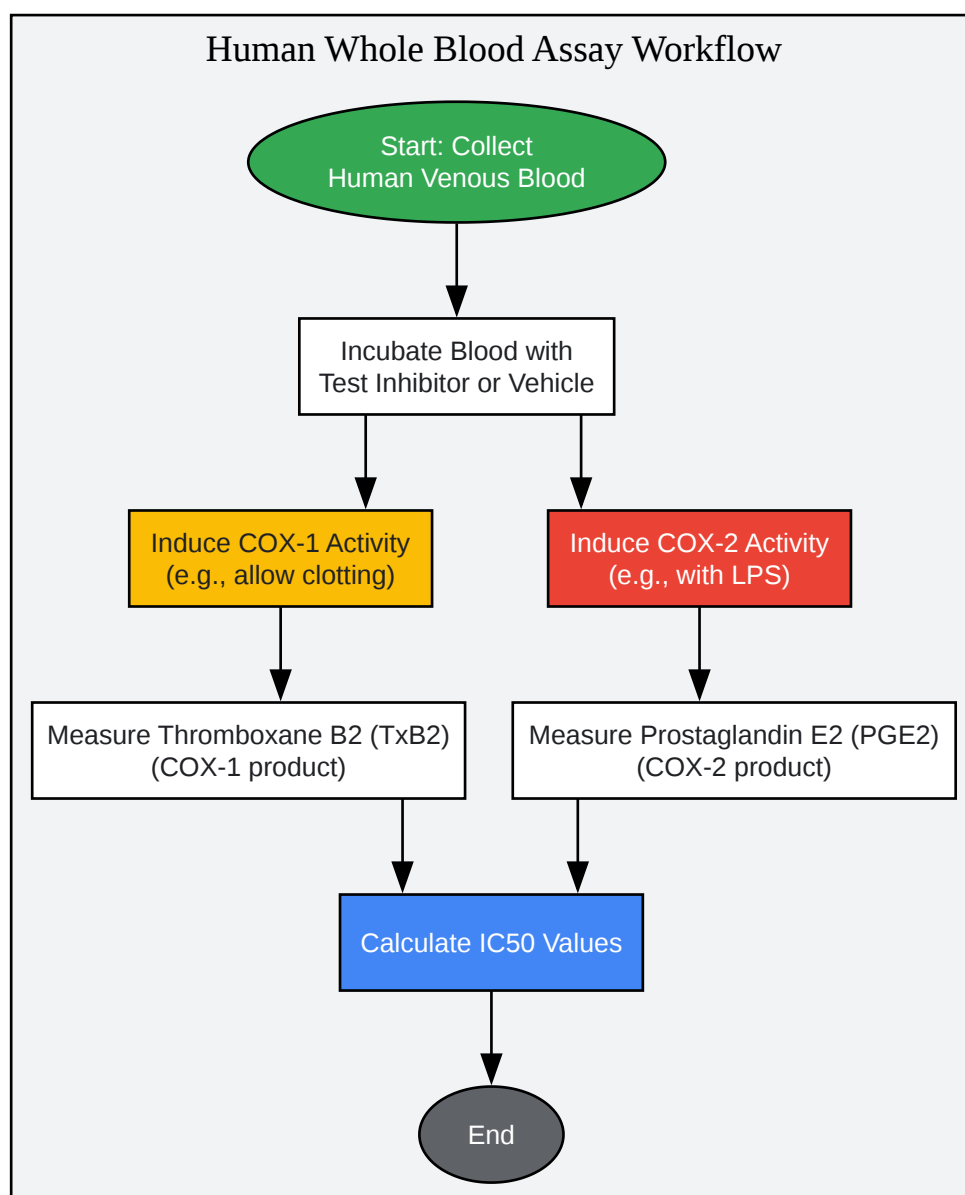 Human Whole Blood Assay Workflow
Start: Collect
Human Venous Blood
Incubate Blood with
Test Inhibitor or Vehicle
Induce COX-1 Activity
(e.g., allow clotting)
Induce COX-2 Activity
(e.g., with LPS)
Measure Thromboxane B2 (TxB2)
(COX-1 product)
Measure Prostaglandin E2 (PGE2)
(COX-2 product)
Calculate IC50 Values
End